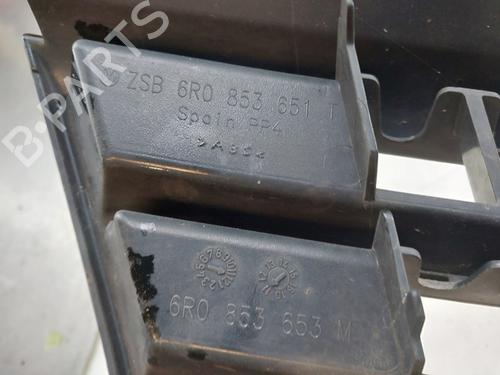 B-PARTS
ZSB 6R0 853 651 T
Spain PP4
>ABS<
6R0 853 653 M